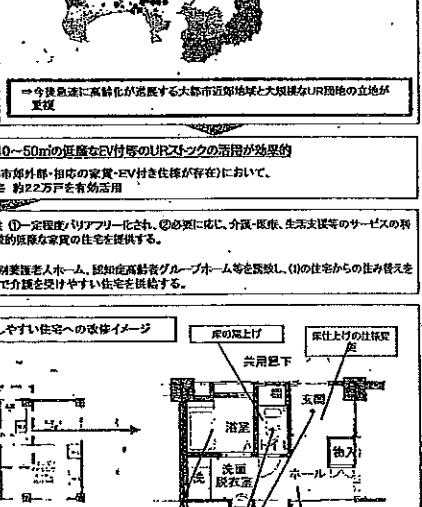 ⇒今後急速に高齢化が進展する大都市近郊地域と大規模なUR団地の立地が
重複
40～50㎡の低廉なEV付等のURストックの活用が効果的
市郊外部・相応の家賃・EV付き住棟が存在)において、
約22万戸を有効活用
①一定程度バリアフリー化され、②必要に応じ、介護・医療、生活支援等のサービスの利
的低廉な家賃の住宅を提供する。
別養護老人ホーム、認知症高齢者グループホーム等を誘致し、(1)の住宅からの住み替えを
で介護を受けやすい住宅を供給する。
しやすい住宅への改修イメージ
床の嵩上げ
床仕上げの仕様変
更
共用廊下
玄関
浴室
トイレ
物入
洗
洗面
脱衣室
ホール